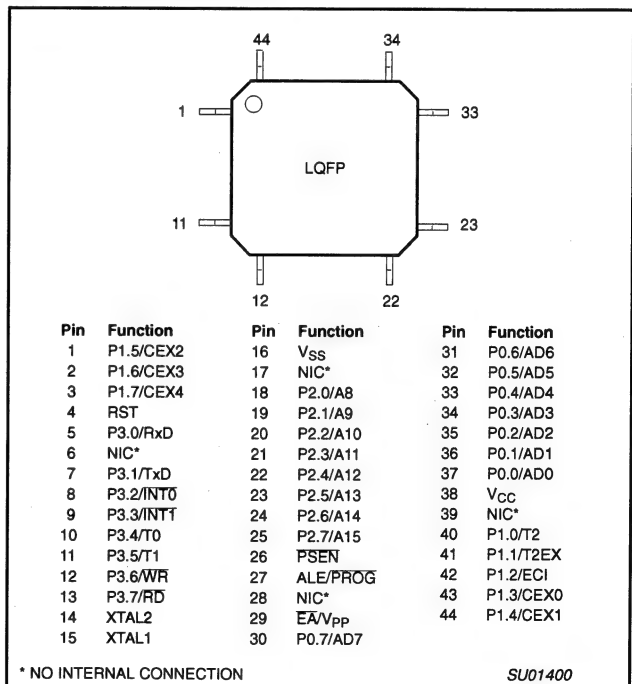 44 34
1 33
LQFP
11 23
12 22
Pin Function Pin Function Pin Function
1 P1.5/CEX2 16 VSS 31 P0.6/AD6
2 P1.6/CEX3 17 NIC* 32 P0.5/AD5
3 P1.7/CEX4 18 P2.0/A8 33 P0.4/AD4
4 RST 19 P2.1/A9 34 P0.3/AD3
5 P3.0/RxD 20 P2.2/A10 35 P0.2/AD2
6 NIC* 21 P2.3/A11 36 P0.1/AD1
7 P3.1/TxD 22 P2.4/A12 37 P0.0/AD0
8 P3.2/I̅N̅T̅0̅ 23 P2.5/A13 38 VCC
9 P3.3/I̅N̅T̅1̅ 24 P2.6/A14 39 NIC*
10 P3.4/T0 25 P2.7/A15 40 P1.0/T2
11 P3.5/T1 26 P̅S̅E̅N̅ 41 P1.1/T2EX
12 P3.6/W̅R̅ 27 ALE/P̅R̅O̅G̅ 42 P1.2/ECI
13 P3.7/R̅D̅ 28 NIC* 43 P1.3/CEX0
14 XTAL2 29 E̅A̅/VPP 44 P1.4/CEX1
15 XTAL1 30 P0.7/AD7
* NO INTERNAL CONNECTION SU01400